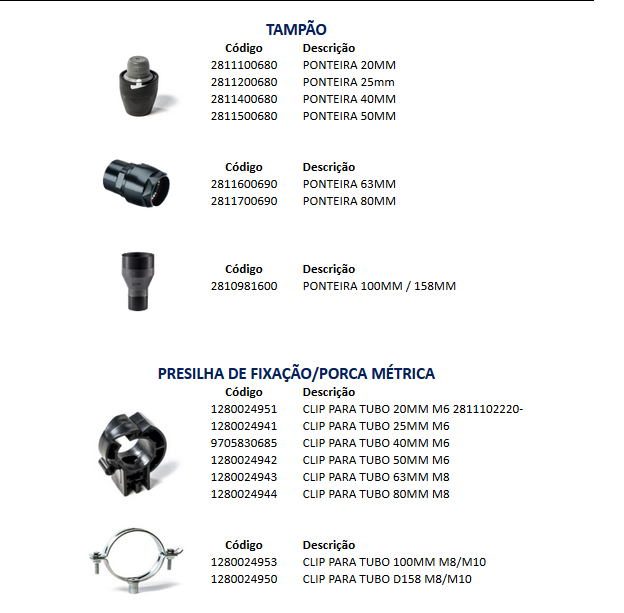 TAMPÃO
Código Descrição
2811100680 PONTEIRA 20MM
2811200680 PONTEIRA 25mm
2811400680 PONTEIRA 40MM
2811500680 PONTEIRA 50MM
Código Descrição
2811600690 PONTEIRA 63MM
2811700690 PONTEIRA 80MM
Código Descrição
2810981600 PONTEIRA 100MM / 158MM
PRESILHA DE FIXAÇÃO/PORCA MÉTRICA
Código Descrição
1280024951 CLIP PARA TUBO 20MM M6 2811102220-
1280024941 CLIP PARA TUBO 25MM M6
9705830685 CLIP PARA TUBO 40MM M6
1280024942 CLIP PARA TUBO 50MM M6
1280024943 CLIP PARA TUBO 63MM M8
1280024944 CLIP PARA TUBO 80MM M8
Código Descrição
1280024953 CLIP PARA TUBO 100MM M8/M10
1280024950 CLIP PARA TUBO D158 M8/M10